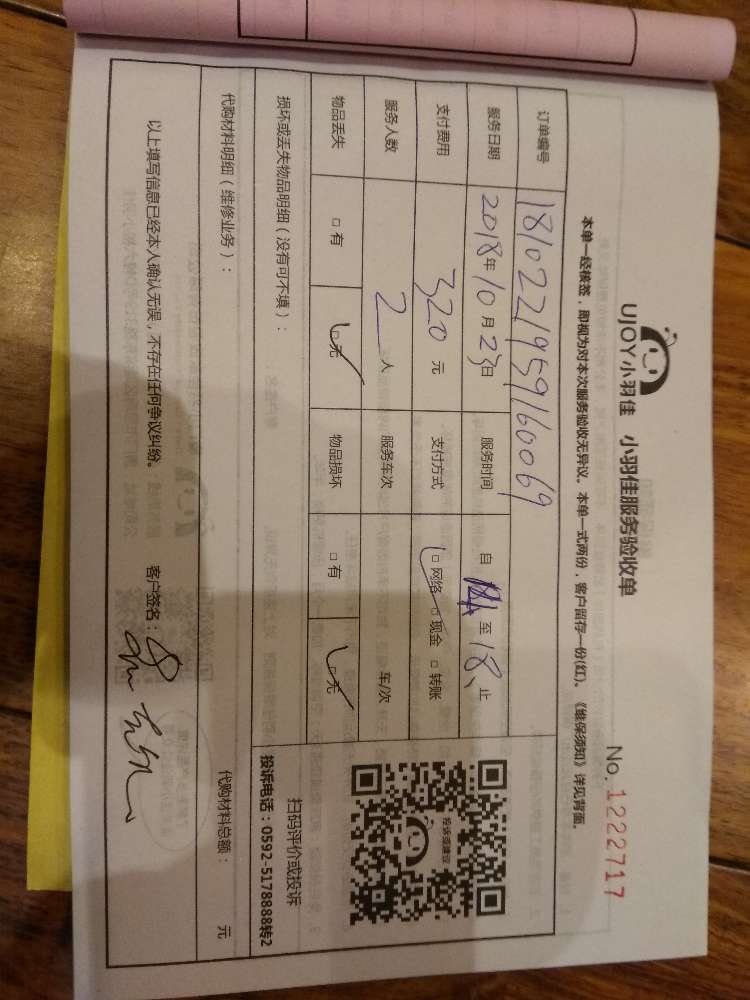 UJOY小羽佳 小羽佳服务验收单 No. 1222717
本单一经核签，即视为对本次服务验收无异议。本单一式两份，客户留存一份(红)。《维保须知》详见背面。
订单编号 1810221959160069
服务日期 2018年10月23日 服务时间 自 14 至 18、止
支付费用 320 元 支付方式 □网络 □现金 □转账
服务人数 2 人 服务车次 车/次
物品丢失 □有 □无 物品损坏 □有 □无
投诉或建议
扫码评价或投诉
投诉电话：0592-5178888转2
损坏或丢失物品明细（没有可不填）：
代购材料明细（维修业务）： 代购材料总额： 元
以上填写信息已经本人确认无误，不存在任何争议纠纷。 客户签名：